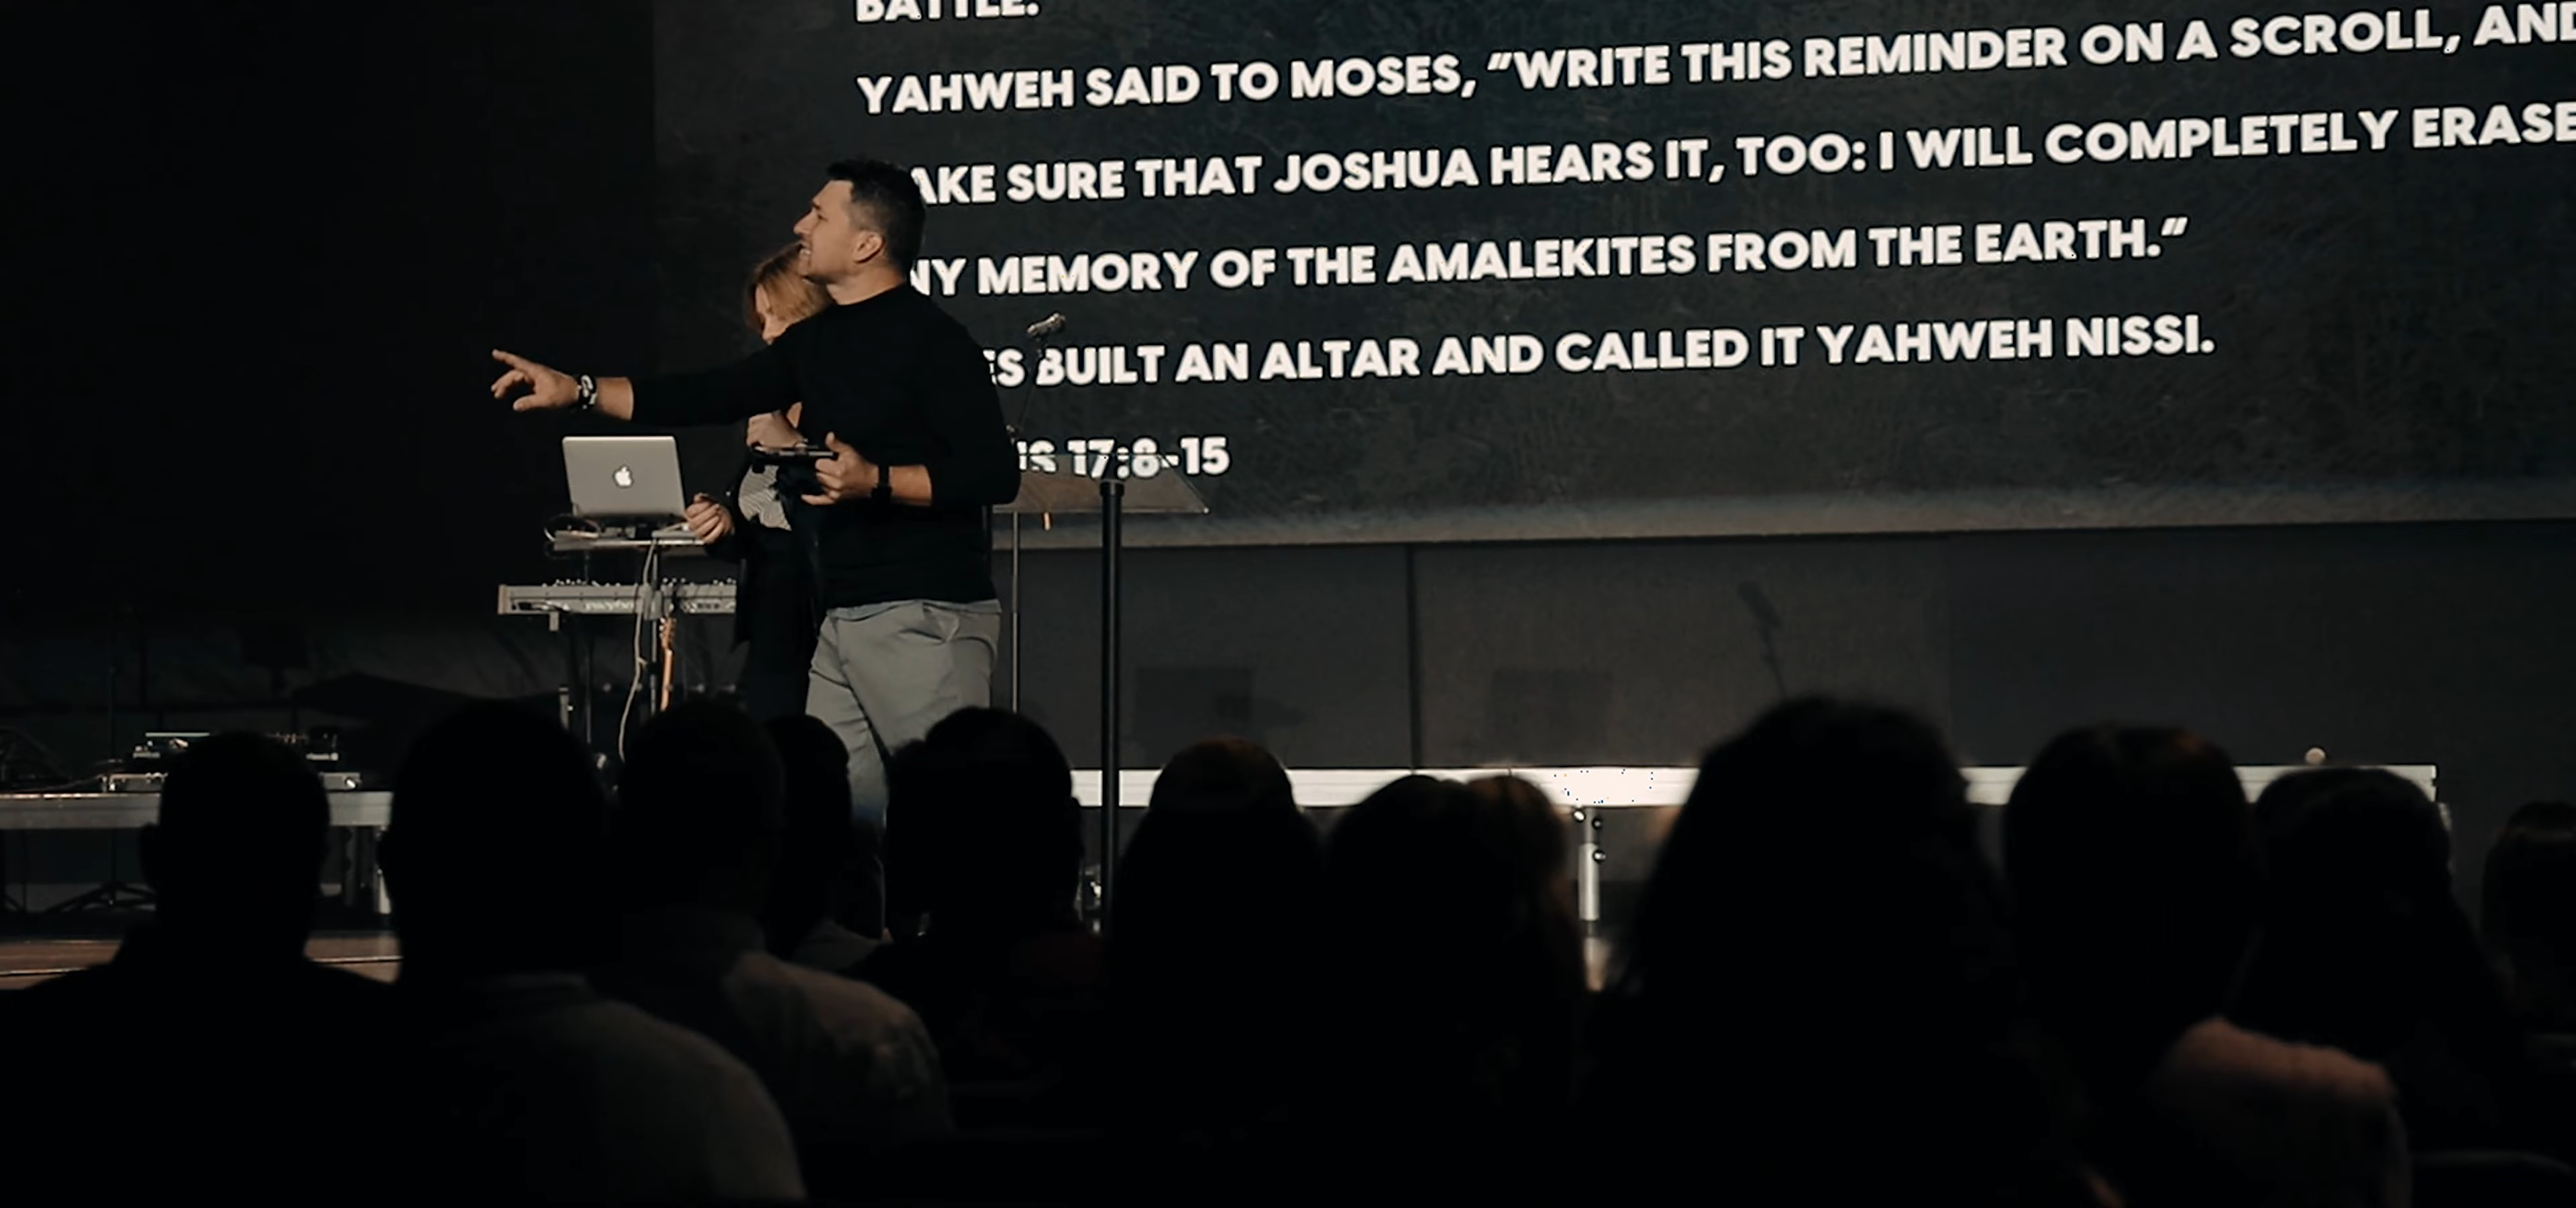 BATTLE.
YAHWEH SAID TO MOSES, "WRITE THIS REMINDER ON A SCROLL, AND
AKE SURE THAT JOSHUA HEARS IT, TOO: I WILL COMPLETELY ERASE
NY MEMORY OF THE AMALEKITES FROM THE EARTH."
ES BUILT AN ALTAR AND CALLED IT YAHWEH NISSI.
US 17:8-15